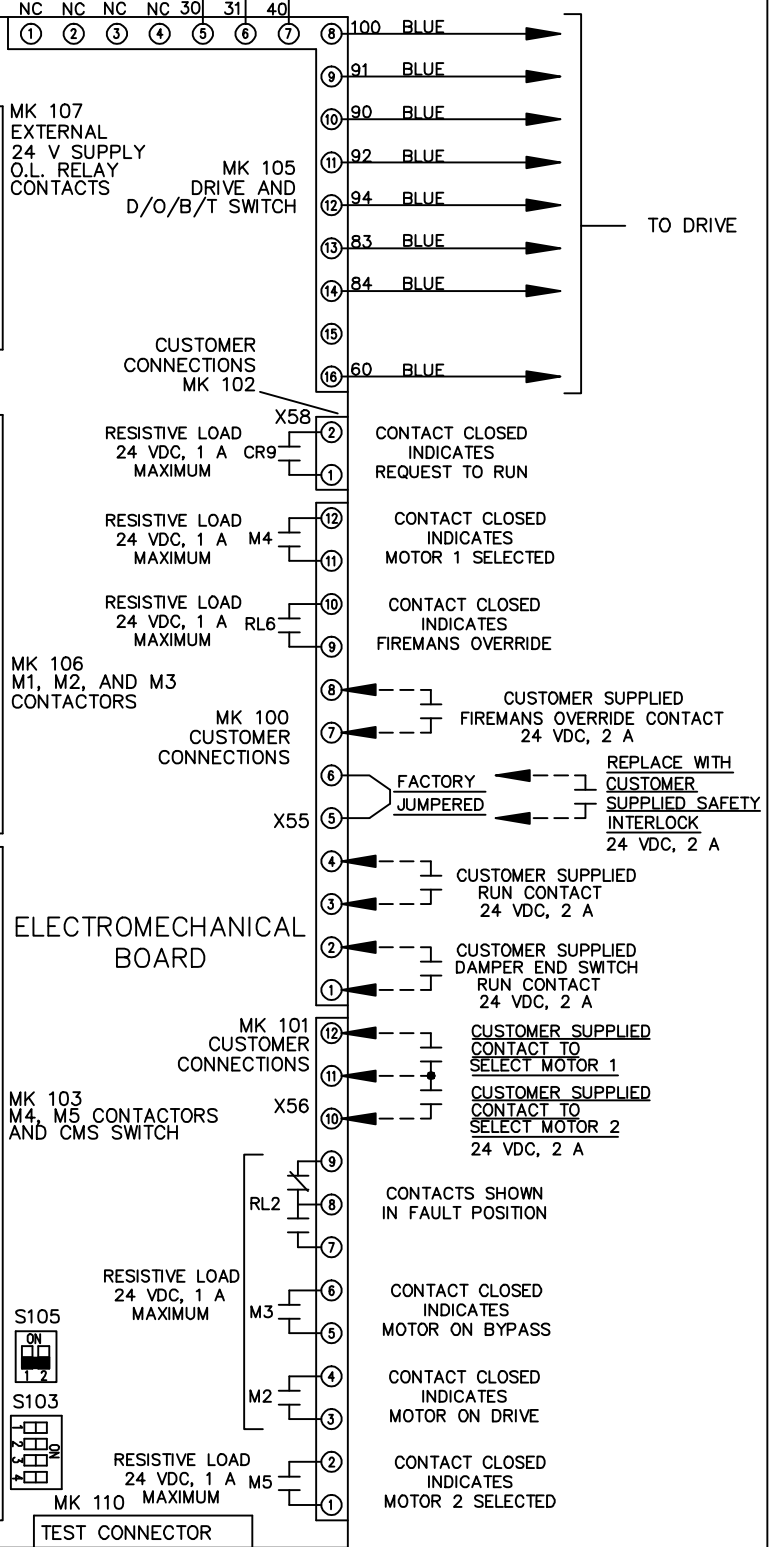 NC NC NC NC 30 31 40
1 2 3 4 5 6 7 8 100 BLUE
9 91 BLUE
10 90 BLUE
11 92 BLUE
12 94 BLUE
13 83 BLUE
14 84 BLUE
15
16 60 BLUE
TO DRIVE
MK 107
EXTERNAL
24 V SUPPLY
O.L. RELAY
CONTACTS
MK 105
DRIVE AND
D/O/B/T SWITCH
CUSTOMER
CONNECTIONS
MK 102
X58
RESISTIVE LOAD
24 VDC, 1 A
MAXIMUM
CR9
2
1
CONTACT CLOSED
INDICATES
REQUEST TO RUN
RESISTIVE LOAD
24 VDC, 1 A
MAXIMUM
M4
12
11
CONTACT CLOSED
INDICATES
MOTOR 1 SELECTED
RESISTIVE LOAD
24 VDC, 1 A
MAXIMUM
RL6
10
9
CONTACT CLOSED
INDICATES
FIREMANS OVERRIDE
MK 106
M1, M2, AND M3
CONTACTORS
MK 100
CUSTOMER
CONNECTIONS
8
7
CUSTOMER SUPPLIED
FIREMANS OVERRIDE CONTACT
24 VDC, 2 A
X55
6
5
FACTORY
JUMPERED
REPLACE WITH
CUSTOMER
SUPPLIED SAFETY
INTERLOCK
24 VDC, 2 A
4
3
CUSTOMER SUPPLIED
RUN CONTACT
24 VDC, 2 A
ELECTROMECHANICAL
BOARD
2
1
CUSTOMER SUPPLIED
DAMPER END SWITCH
RUN CONTACT
24 VDC, 2 A
MK 101
CUSTOMER
CONNECTIONS
X56
12
11
10
CUSTOMER SUPPLIED
CONTACT TO
SELECT MOTOR 1
CUSTOMER SUPPLIED
CONTACT TO
SELECT MOTOR 2
24 VDC, 2 A
MK 103
M4, M5 CONTACTORS
AND CMS SWITCH
RL2
9
8
7
CONTACTS SHOWN
IN FAULT POSITION
RESISTIVE LOAD
24 VDC, 1 A
MAXIMUM
M3
6
5
CONTACT CLOSED
INDICATES
MOTOR ON BYPASS
M2
4
3
CONTACT CLOSED
INDICATES
MOTOR ON DRIVE
S105
ON
1 2
S103
1
2
3
4
ON
RESISTIVE LOAD
24 VDC, 1 A
MAXIMUM
M5
2
1
CONTACT CLOSED
INDICATES
MOTOR 2 SELECTED
MK 110
TEST CONNECTOR